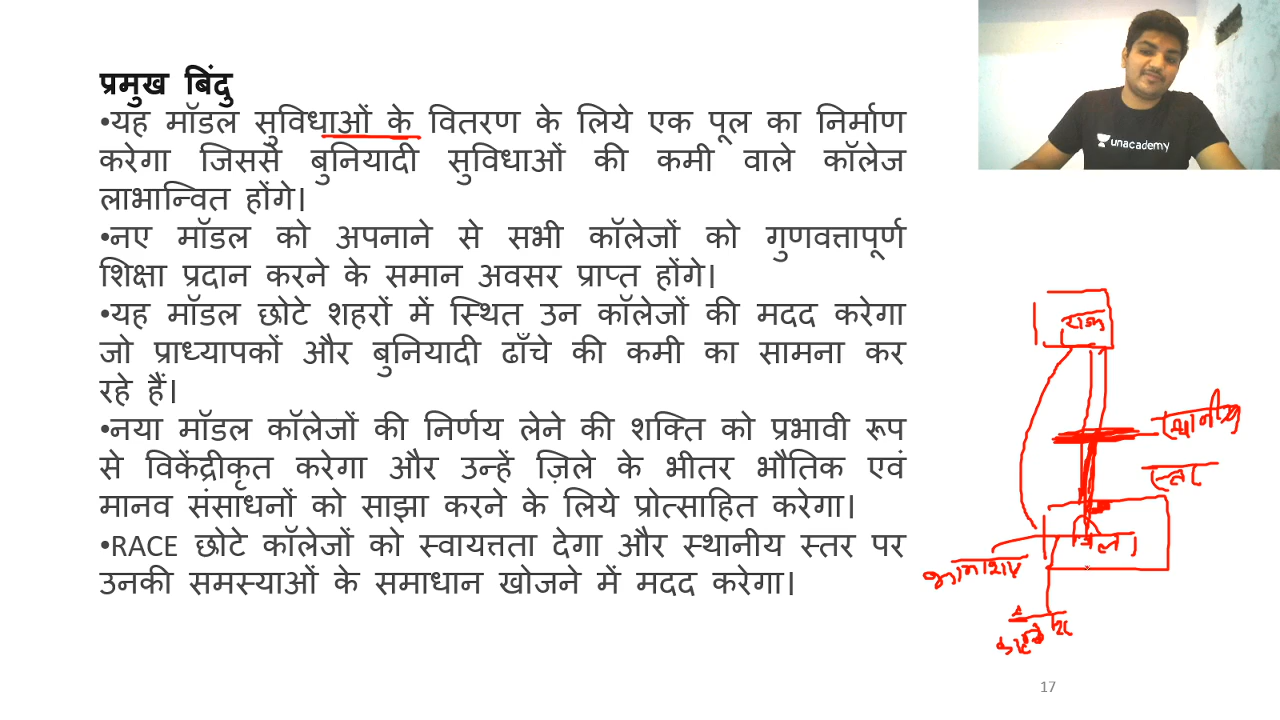 प्रमुख बिंदु
•यह मॉडल सुविधाओं के वितरण के लिये एक पूल का निर्माण
करेगा जिससे बुनियादी सुविधाओं की कमी वाले कॉलेज
लाभान्वित होंगे।
•नए मॉडल को अपनाने से सभी कॉलेजों को गुणवत्तापूर्ण
शिक्षा प्रदान करने के समान अवसर प्राप्त होंगे।
•यह मॉडल छोटे शहरों में स्थित उन कॉलेजों की मदद करेगा
जो प्राध्यापकों और बुनियादी ढाँचे की कमी का सामना कर
रहे हैं।
•नया मॉडल कॉलेजों की निर्णय लेने की शक्ति को प्रभावी रूप
से विकेंद्रीकृत करेगा और उन्हें ज़िले के भीतर भौतिक एवं
मानव संसाधनों को साझा करने के लिये प्रोत्साहित करेगा।
•RACE छोटे कॉलेजों को स्वायत्तता देगा और स्थानीय स्तर पर
उनकी समस्याओं के समाधान खोजने में मदद करेगा।
unacademy
स्थानीय
स्तर
17